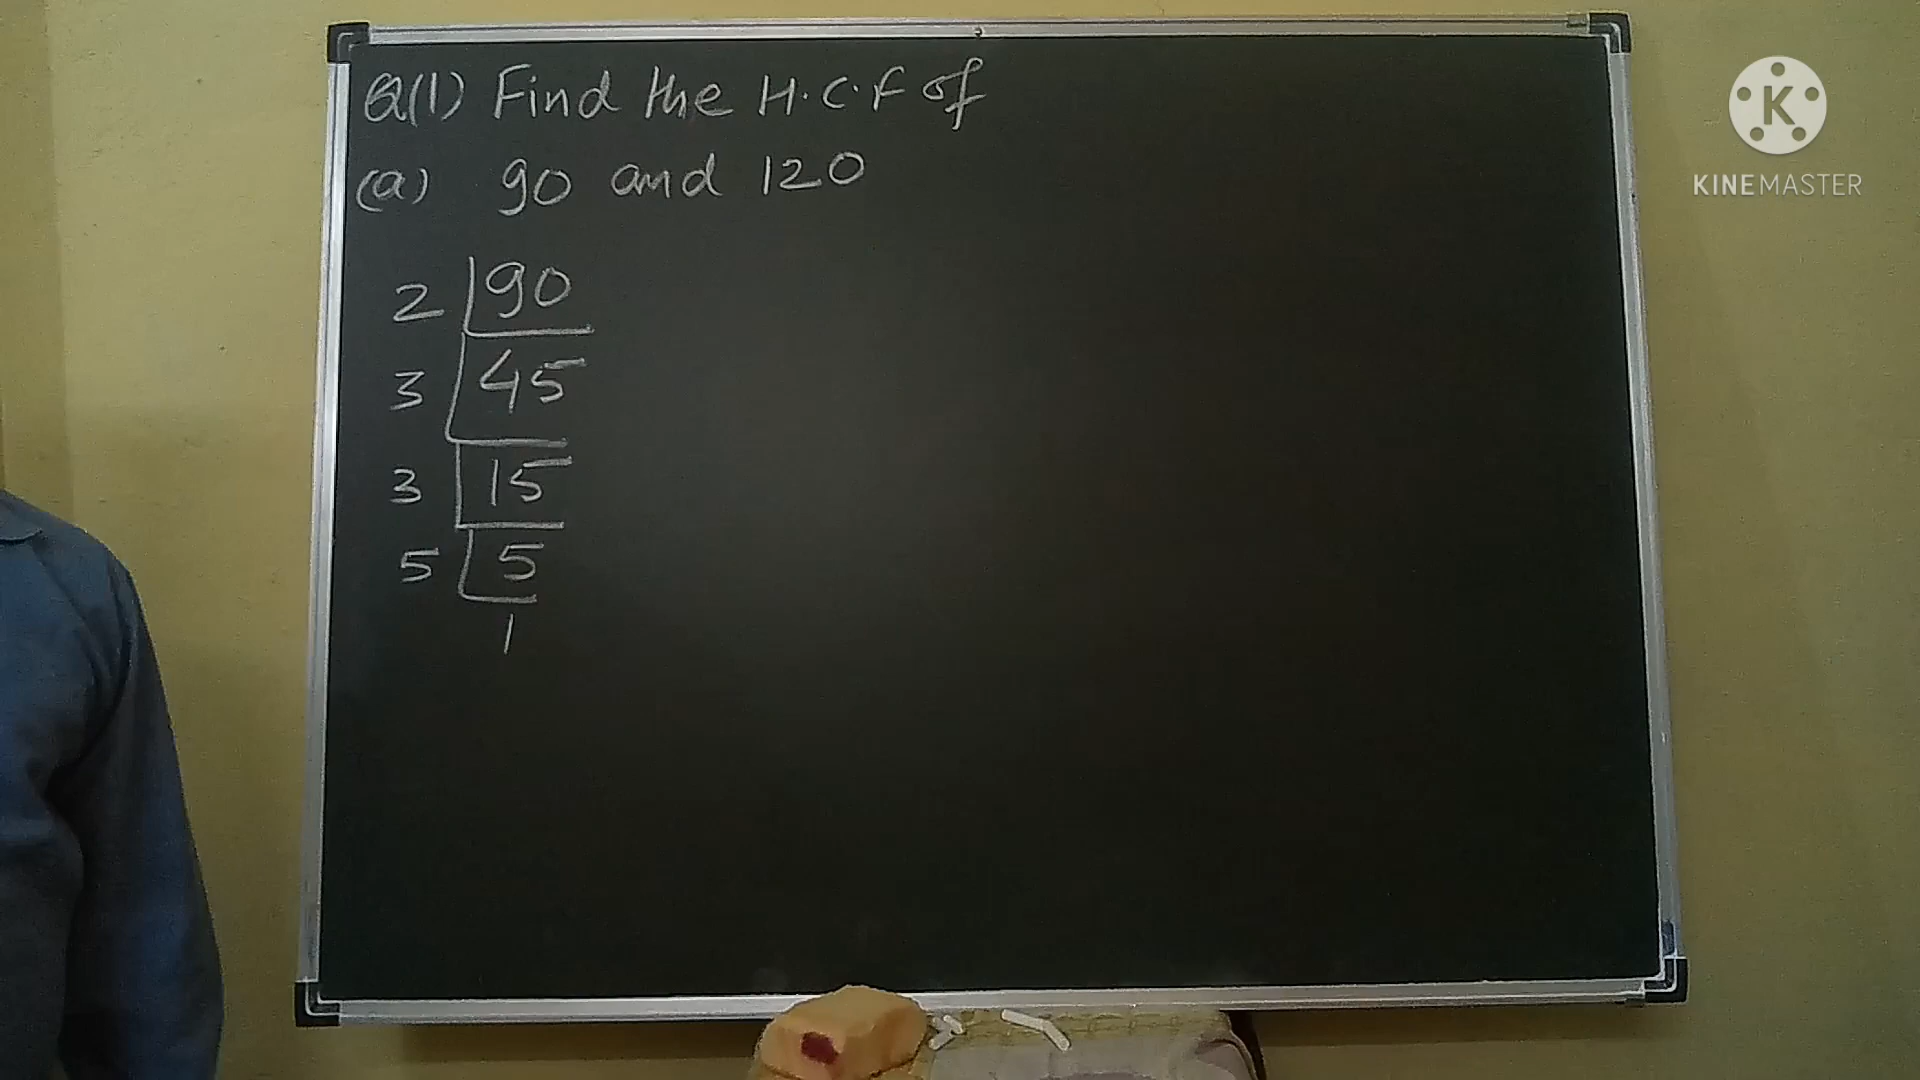 Q(1) Find the H.C.F of
(a) 90 and 120
2 90
3 45
3 15
5 5
1
K
KINEMASTER